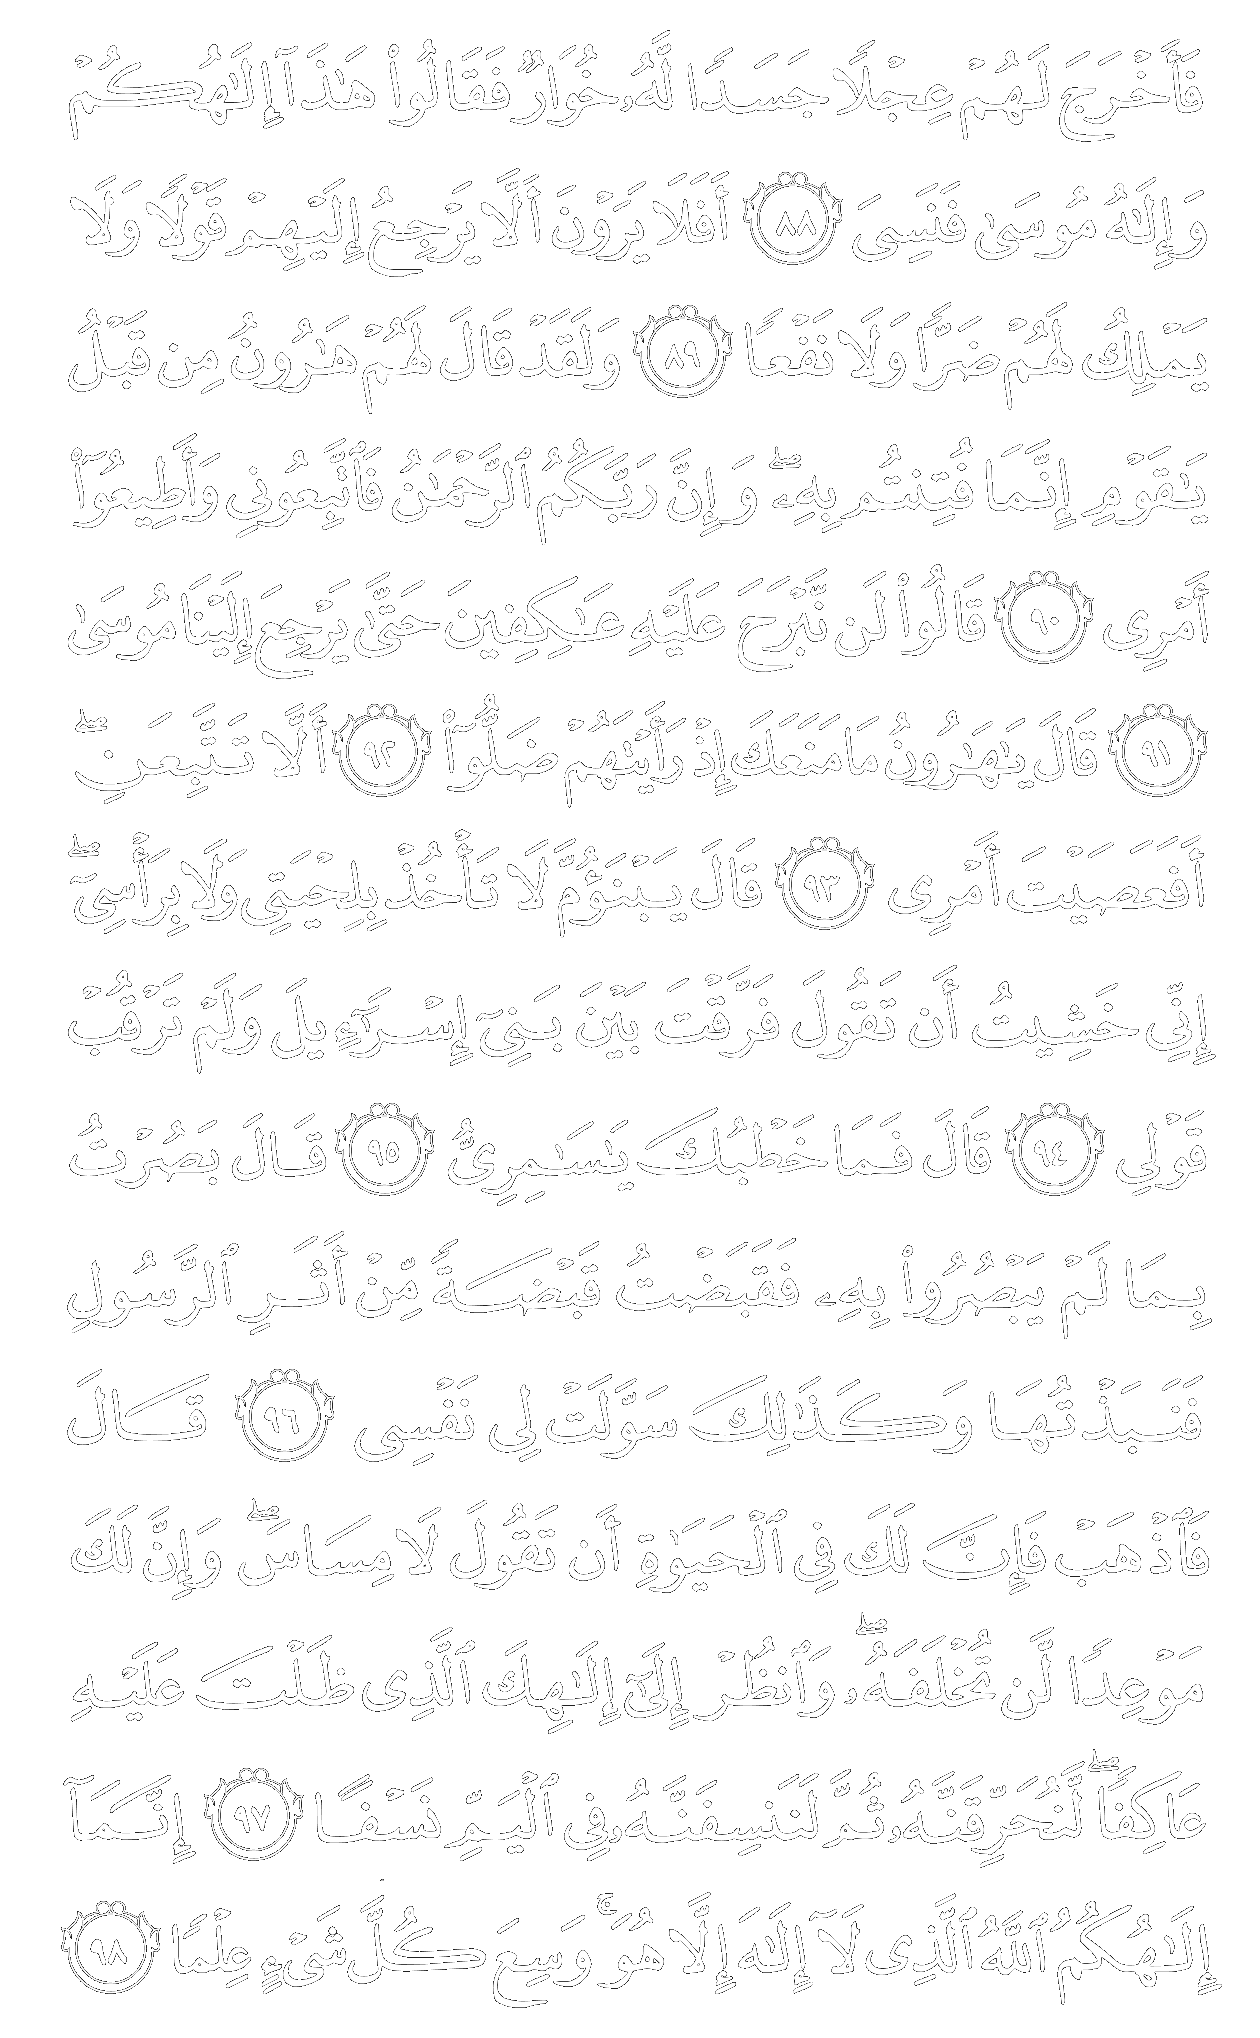 فَأَخْرَجَ لَهُمْ عِجْلًا جَسَدًا لَّهُۥ خُوَارٌ فَقَالُوا۟ هَٰذَآ إِلَٰهُكُمْ
وَإِلَٰهُ مُوسَىٰ فَنَسِىَ ٨٨ أَفَلَا يَرَوْنَ أَلَّا يَرْجِعُ إِلَيْهِمْ قَوْلًا وَلَا
يَمْلِكُ لَهُمْ ضَرًّا وَلَا نَفْعًا ٨٩ وَلَقَدْ قَالَ لَهُمْ هَٰرُونُ مِن قَبْلُ
يَٰقَوْمِ إِنَّمَا فُتِنتُم بِهِۦ ۖ وَإِنَّ رَبَّكُمُ ٱلرَّحْمَٰنُ فَٱتَّبِعُونِى وَأَطِيعُوٓا۟
أَمْرِى ٩٠ قَالُوا۟ لَن نَّبْرَحَ عَلَيْهِ عَٰكِفِينَ حَتَّىٰ يَرْجِعَ إِلَيْنَا مُوسَىٰ
٩١ قَالَ يَٰهَٰرُونُ مَا مَنَعَكَ إِذْ رَأَيْتَهُمْ ضَلُّوٓا۟ ٩٢ أَلَّا تَتَّبِعَنِ ۖ
أَفَعَصَيْتَ أَمْرِى ٩٣ قَالَ يَبْنَؤُمَّ لَا تَأْخُذْ بِلِحْيَتِى وَلَا بِرَأْسِىٓ ۖ
إِنِّى خَشِيتُ أَن تَقُولَ فَرَّقْتَ بَيْنَ بَنِىٓ إِسْرَٰٓءِيلَ وَلَمْ تَرْقُبْ
قَوْلِى ٩٤ قَالَ فَمَا خَطْبُكَ يَٰسَٰمِرِىُّ ٩٥ قَالَ بَصُرْتُ
بِمَا لَمْ يَبْصُرُوا۟ بِهِۦ فَقَبَضْتُ قَبْضَةً مِّنْ أَثَرِ ٱلرَّسُولِ
فَنَبَذْتُهَا وَكَذَٰلِكَ سَوَّلَتْ لِى نَفْسِى ٩٦ قَالَ
فَٱذْهَبْ فَإِنَّ لَكَ فِى ٱلْحَيَوٰةِ أَن تَقُولَ لَا مِسَاسَ ۖ وَإِنَّ لَكَ
مَوْعِدًا لَّن تُخْلَفَهُۥ ۖ وَٱنظُرْ إِلَىٰٓ إِلَٰهِكَ ٱلَّذِى ظَلْتَ عَلَيْهِ
عَاكِفًا ۖ لَّنُحَرِّقَنَّهُۥ ثُمَّ لَنَنسِفَنَّهُۥ فِى ٱلْيَمِّ نَسْفًا ٩٧ إِنَّمَآ
إِلَٰهُكُمُ ٱللَّهُ ٱلَّذِى لَآ إِلَٰهَ إِلَّا هُوَ ۚ وَسِعَ كُلَّ شَىْءٍ عِلْمًا ٩٨